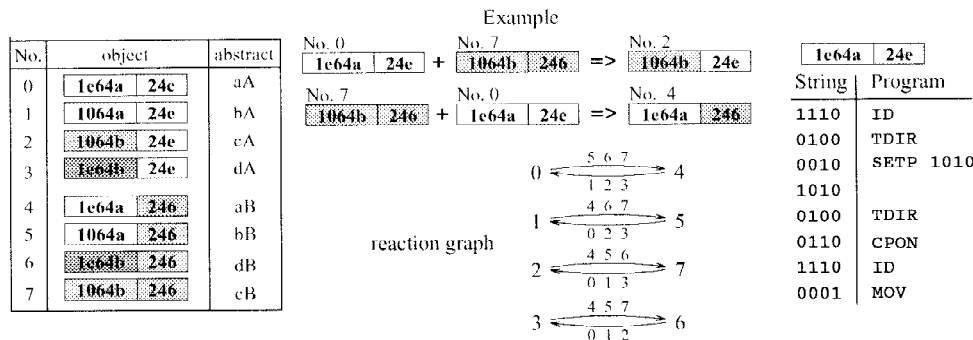 No. object abstract
0 1e64a 24e aA
1 1064a 24e bA
2 1064b 24e cA
3 1e64b 24e dA
4 1e64a 246 aB
5 1064a 246 bB
6 1e64b 246 dB
7 1064b 246 cB
Example
No. 0 No. 7 No. 2
1e64a 24e + 1064b 246 => 1064b 24e
No. 7 No. 0 No. 4
1064b 246 + 1e64a 24e => 1e64a 246
reaction graph
5 6 7
0 4
1 2 3
4 6 7
1 5
0 2 3
4 5 6
2 7
0 1 3
4 5 7
3 6
0 1 2
1e64a 24e
String Program
1110 ID
0100 TDIR
0010 SETP 1010
1010
0100 TDIR
0110 CPON
1110 ID
0001 MOV